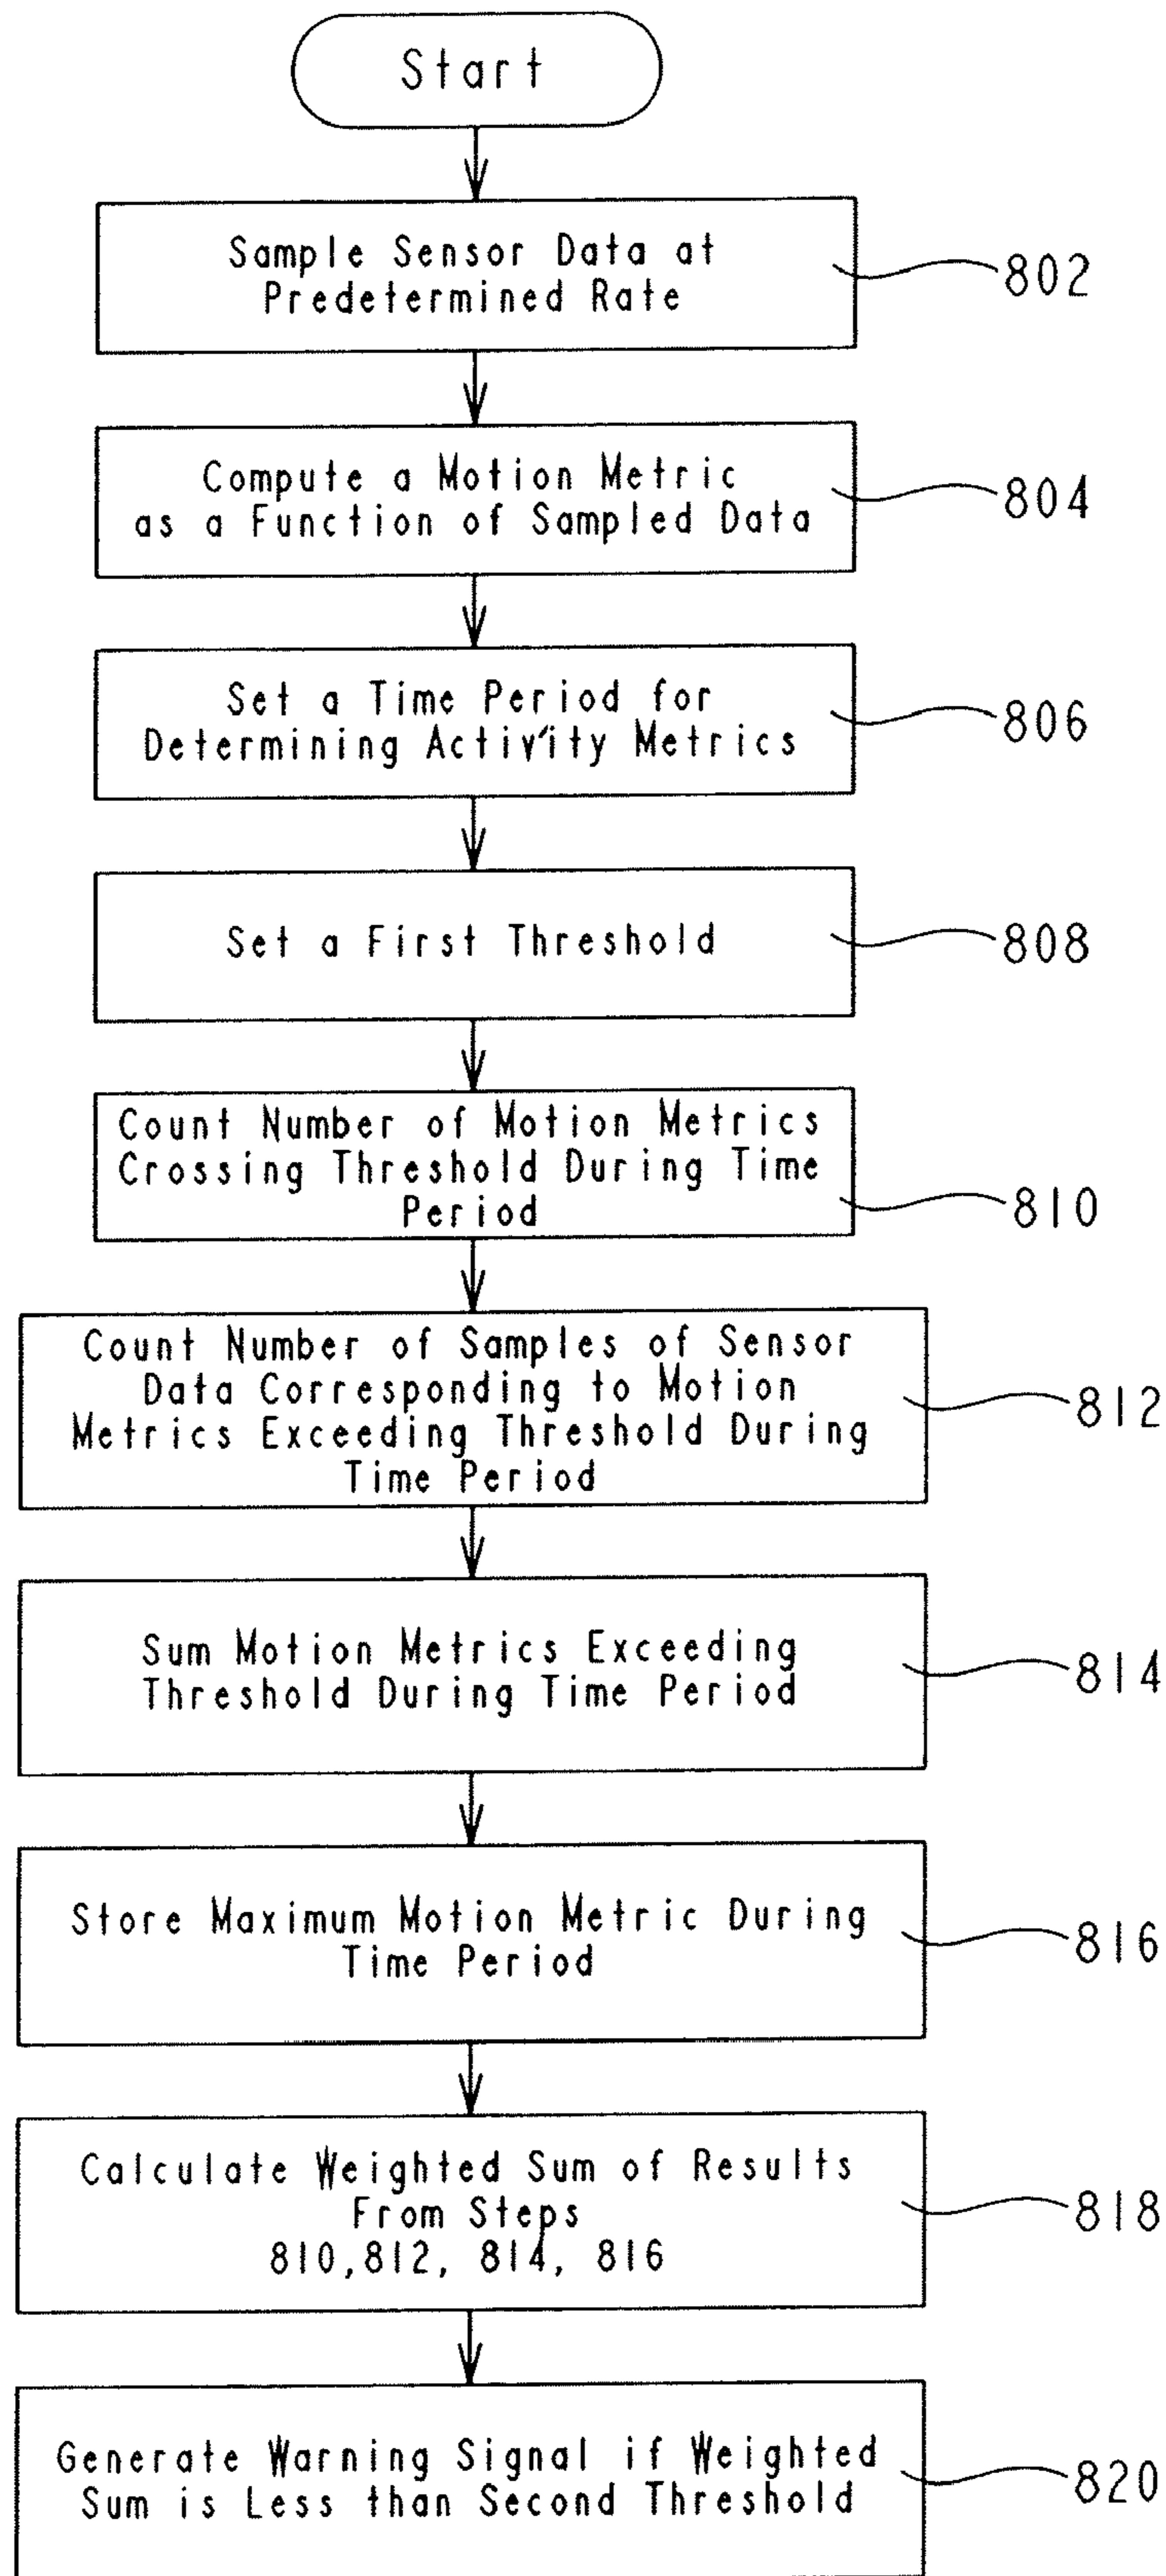 Start
Sample Sensor Data at
Predetermined Rate
802
Compute a Motion Metric
as a Function of Sampled Data
804
Set a Time Period for
Determining Activity Metrics
806
Set a First Threshold
808
Count Number of Motion Metrics
Crossing Threshold During Time
Period
810
Count Number of Samples of Sensor
Data Corresponding to Motion
Metrics Exceeding Threshold During
Time Period
812
Sum Motion Metrics Exceeding
Threshold During Time Period
814
Store Maximum Motion Metric During
Time Period
816
Calculate Weighted Sum of Results
From Steps
810,812, 814, 816
818
Generate Warning Signal if Weighted
Sum is Less than Second Threshold
820